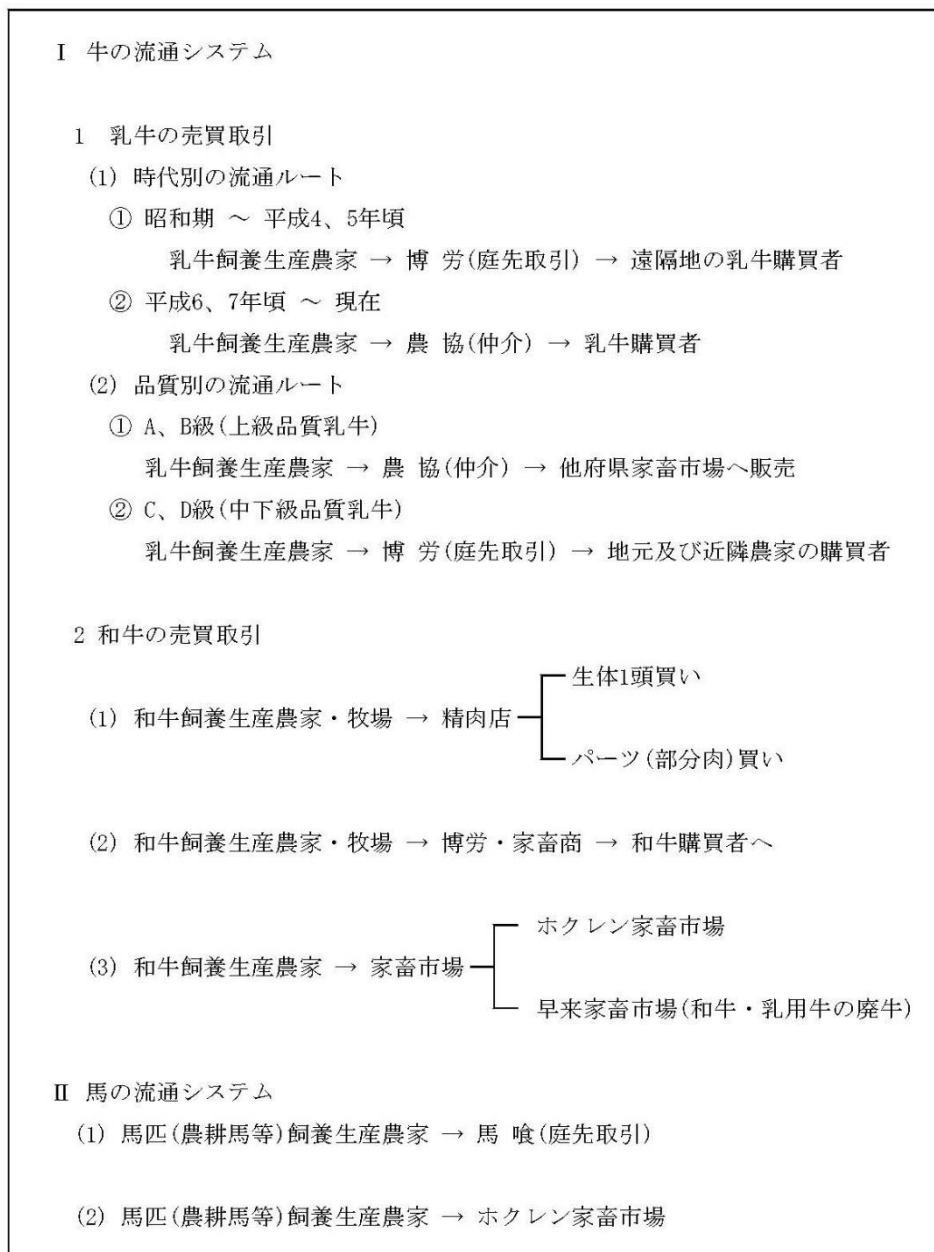 Ⅰ 牛の流通システム
1 乳牛の売買取引
(1) 時代別の流通ルート
① 昭和期 ～ 平成4、5年頃
乳牛飼養生産農家 → 博 労(庭先取引) → 遠隔地の乳牛購買者
② 平成6、7年頃 ～ 現在
乳牛飼養生産農家 → 農 協(仲介) → 乳牛購買者
(2) 品質別の流通ルート
① A、B級(上級品質乳牛)
乳牛飼養生産農家 → 農 協(仲介) → 他府県家畜市場へ販売
② C、D級(中下級品質乳牛)
乳牛飼養生産農家 → 博 労(庭先取引) → 地元及び近隣農家の購買者
2 和牛の売買取引
生体1頭買い
(1) 和牛飼養生産農家・牧場 → 精肉店
パーツ(部分肉)買い
(2) 和牛飼養生産農家・牧場 → 博労・家畜商 → 和牛購買者へ
ホクレン家畜市場
(3) 和牛飼養生産農家 → 家畜市場
早来家畜市場(和牛・乳用牛の廃牛)
Ⅱ 馬の流通システム
(1) 馬匹(農耕馬等)飼養生産農家 → 馬 喰(庭先取引)
(2) 馬匹(農耕馬等)飼養生産農家 → ホクレン家畜市場